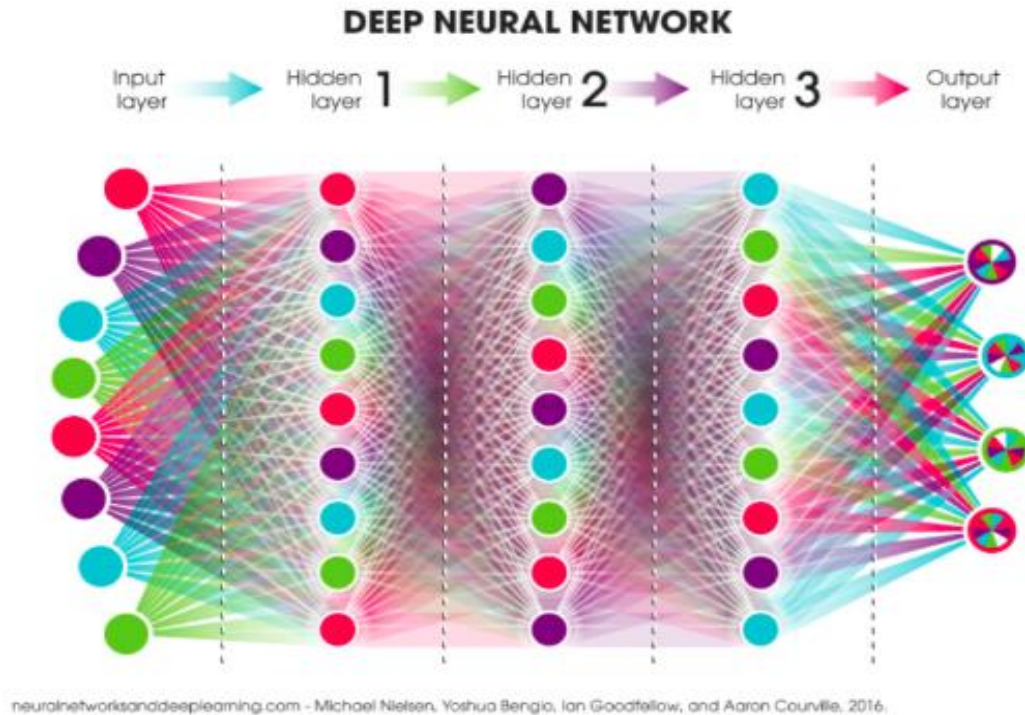 DEEP NEURAL NETWORK
Input layer
Hidden layer 1
Hidden layer 2
Hidden layer 3
Output layer
neuralnetworksanddeeplearning.com - Michael Nielsen, Yoshua Bengio, Ian Goodfellow, and Aaron Courville, 2016.